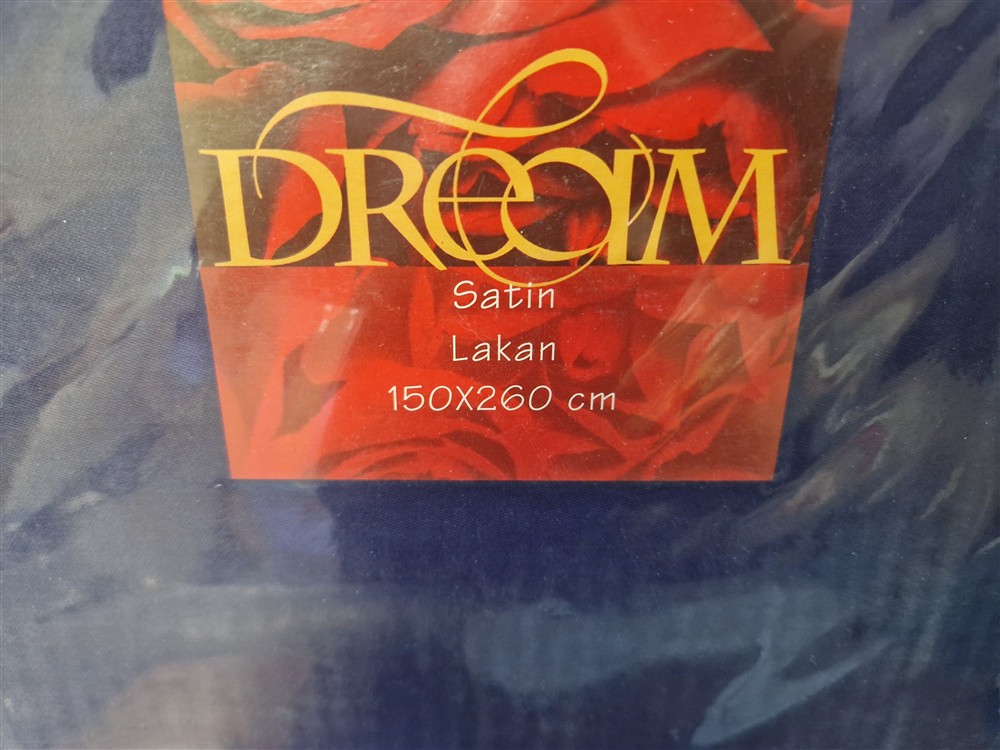 DReaM
Satin
Lakan
150X260 cm